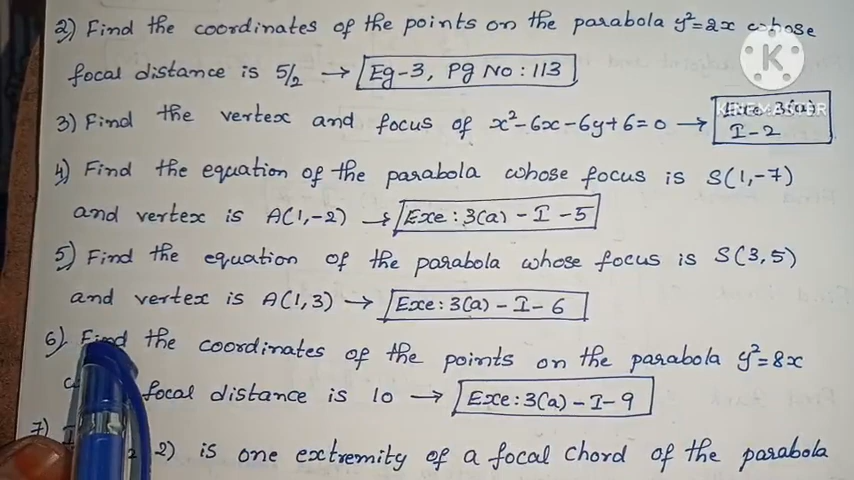 2) Find the coordinates of the points on the parabola y²=2x whose
focal distance is 5/2 → Eg-3, Pg No: 113
K
KINEMASTER
3) Find the vertex and focus of x²-6x-6y+6=0 → Exe: 3(a)
I-2
4) Find the equation of the parabola whose focus is S(1,-7)
and vertex is A(1,-2) → Exe: 3(a) - I - 5
5) Find the equation of the parabola whose focus is S(3,5)
and vertex is A(1,3) → Exe: 3(a) - I - 6
6) Find the coordinates of the points on the parabola y²=8x
focal distance is 10 → Exe: 3(a) - I - 9
7) 2) is one extremity of a focal chord of the parabola